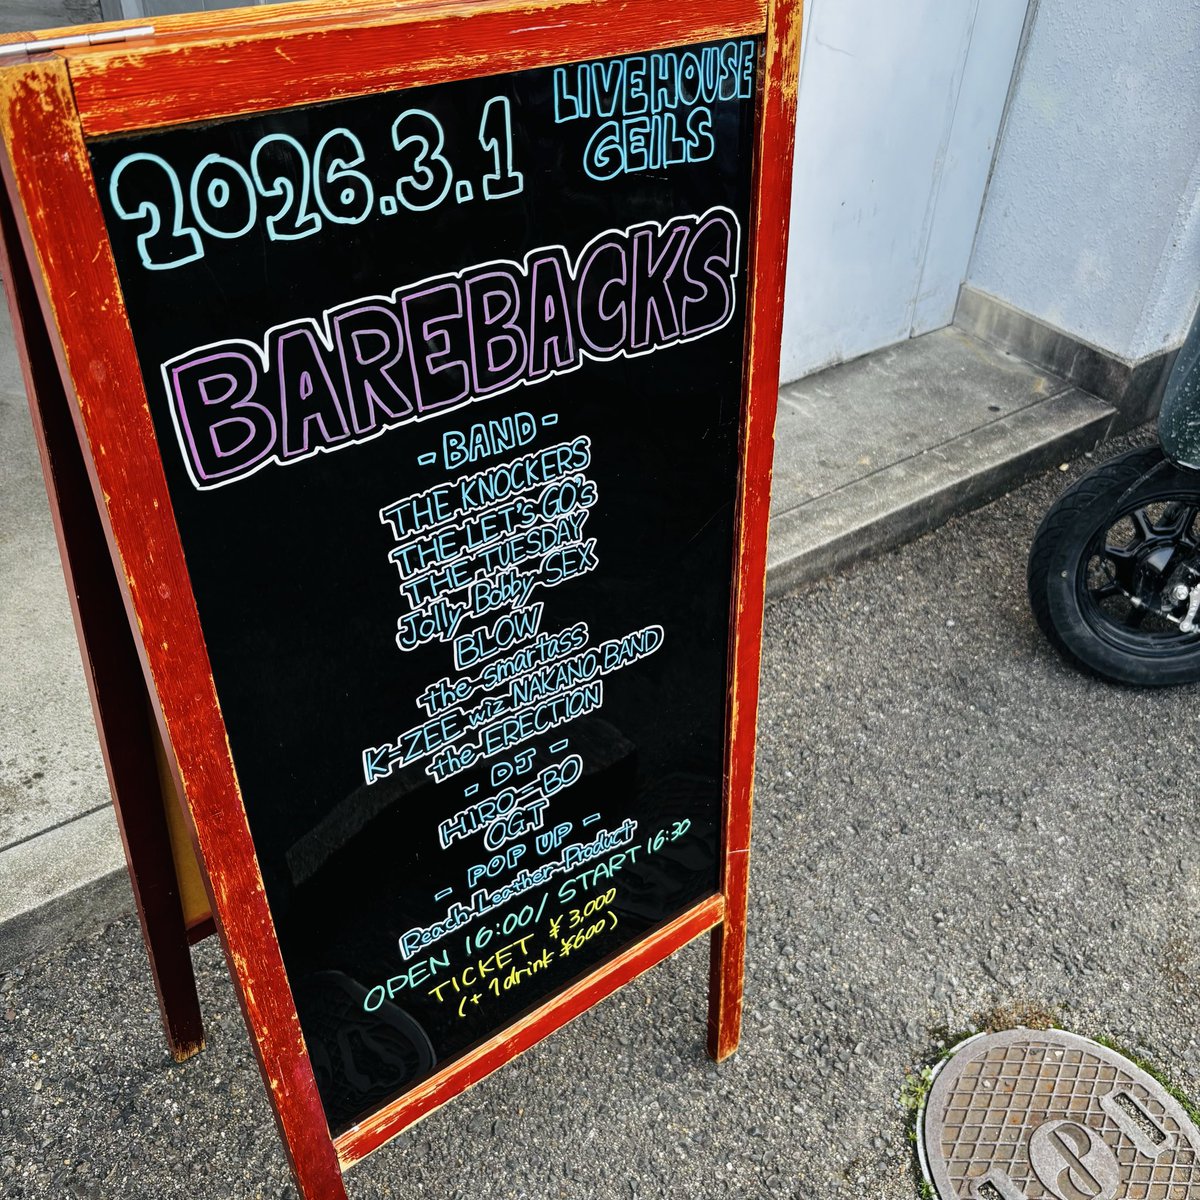 2026.3.1
LIVEHOUSE
GEILS
BAREBACKS
- BAND -
THE KNOCKERS
THE LET'S GO's
THE TUESDAY
Jolly Bobby SEX
BLOW
the smartass
K-ZEE wiz NAKANO BAND
the ERECTION
- DJ -
HIRO-BO
OGT
- POP UP -
Reach Leather Product
OPEN 16:00/ START 16:30
TICKET ¥3,000
(+1drink ¥600)